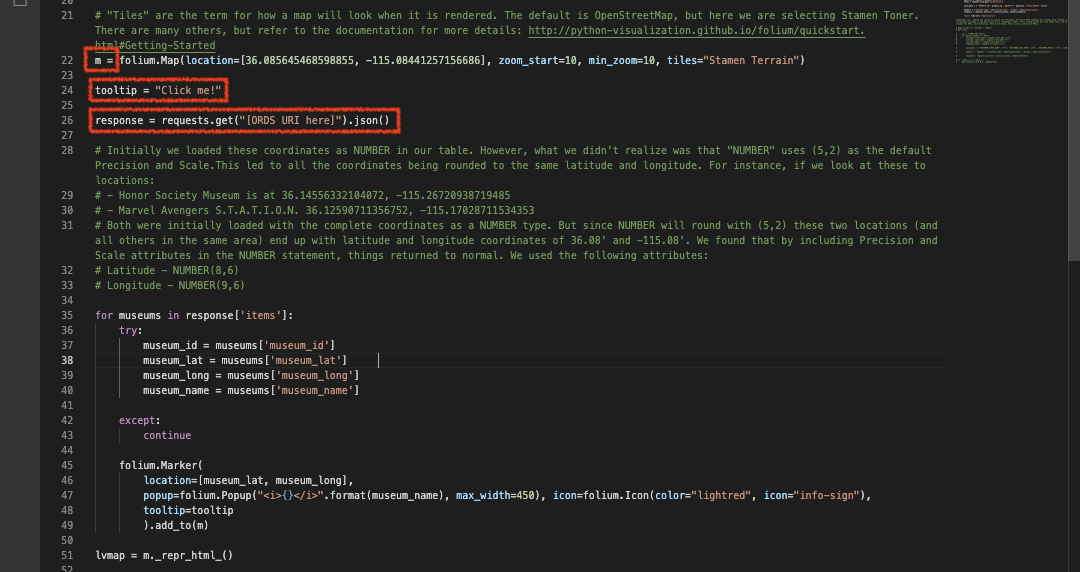 20
21 # "Tiles" are the term for how a map will look when it is rendered. The default is OpenStreetMap, but here we are selecting Stamen Toner.
There are many others, but refer to the documentation for more details: http://python-visualization.github.io/folium/quickstart.
html#Getting-Started
22 m = folium.Map(location=[36.085645468598855, -115.08441257156686], zoom_start=10, min_zoom=10, tiles="Stamen Terrain")
23
24 tooltip = "Click me!"
25
26 response = requests.get("[ORDS URI here]").json()
27
28 # Initially we loaded these coordinates as NUMBER in our table. However, what we didn't realize was that "NUMBER" uses (5,2) as the default
Precision and Scale.This led to all the coordinates being rounded to the same latitude and longitude. For instance, if we look at these to
locations:
29 # - Honor Society Museum is at 36.14556332104072, -115.26720938719485
30 # - Marvel Avengers S.T.A.T.I.O.N. 36.12590711356752, -115.17028711534353
31 # Both were initially loaded with the complete coordinates as a NUMBER type. But since NUMBER will round with (5,2) these two locations (and
all others in the same area) end up with latitude and longitude coordinates of 36.08' and -115.08'. We found that by including Precision and
Scale attributes in the NUMBER statement, things returned to normal. We used the following attributes:
32 # Latitude - NUMBER(8,6)
33 # Longitude - NUMBER(9,6)
34
35 for museums in response['items']:
36 try:
37 museum_id = museums['museum_id']
38 museum_lat = museums['museum_lat']
39 museum_long = museums['museum_long']
40 museum_name = museums['museum_name']
41
42 except:
43 continue
44
45 folium.Marker(
46 location=[museum_lat, museum_long],
47 popup=folium.Popup("<i>{}</i>".format(museum_name), max_width=450), icon=folium.Icon(color="lightred", icon="info-sign"),
48 tooltip=tooltip
49 ).add_to(m)
50
51 lvmap = m._repr_html_()
52